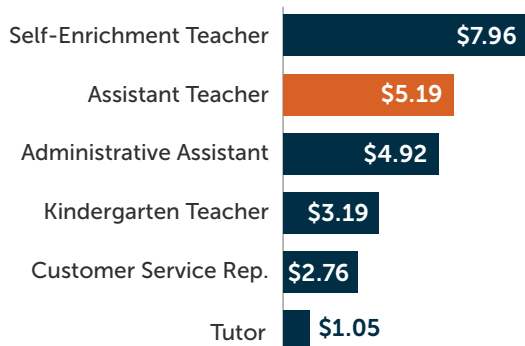 Self-Enrichment Teacher $7.96
Assistant Teacher $5.19
Administrative Assistant $4.92
Kindergarten Teacher $3.19
Customer Service Rep. $2.76
Tutor $1.05